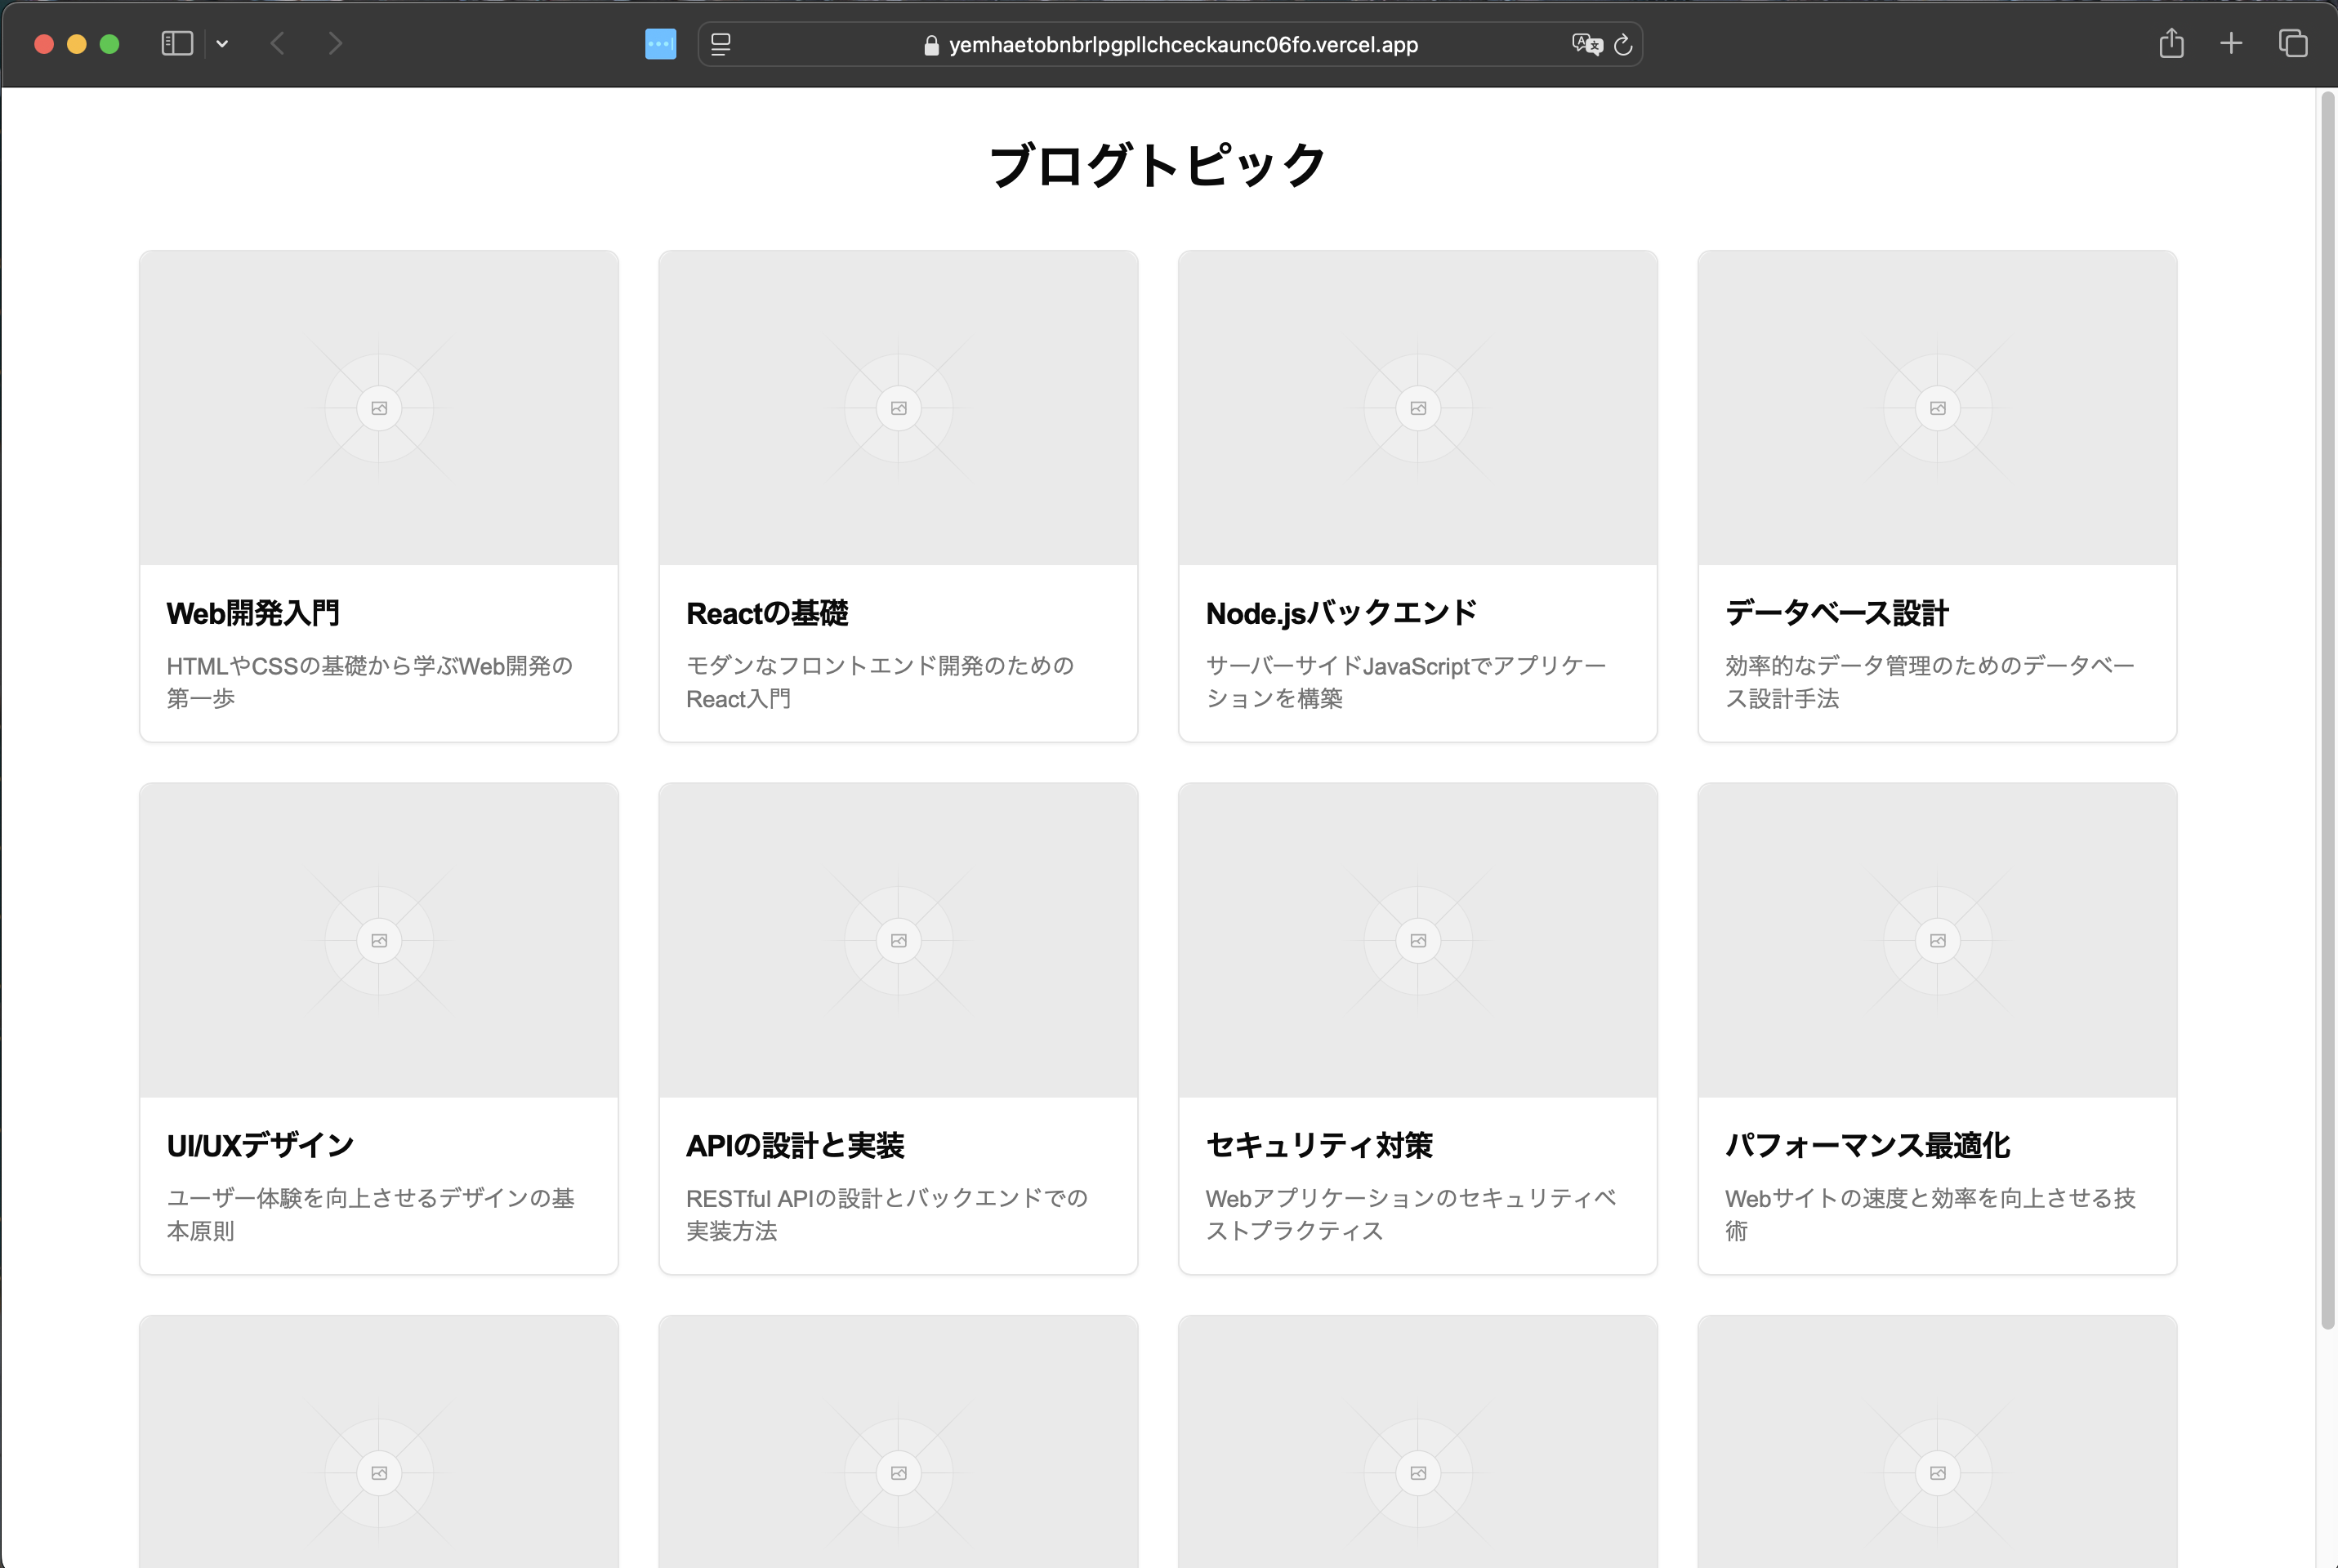 yemhaetobnbrlpgpllchceckaunc06fo.vercel.app
ブログトピック
Web開発入門
HTMLやCSSの基礎から学ぶWeb開発の
第一歩
Reactの基礎
モダンなフロントエンド開発のための
React入門
Node.jsバックエンド
サーバーサイドJavaScriptでアプリケー
ションを構築
データベース設計
効率的なデータ管理のためのデータベー
ス設計手法
UI/UXデザイン
ユーザー体験を向上させるデザインの基
本原則
APIの設計と実装
RESTful APIの設計とバックエンドでの
実装方法
セキュリティ対策
Webアプリケーションのセキュリティベ
ストプラクティス
パフォーマンス最適化
Webサイトの速度と効率を向上させる技
術